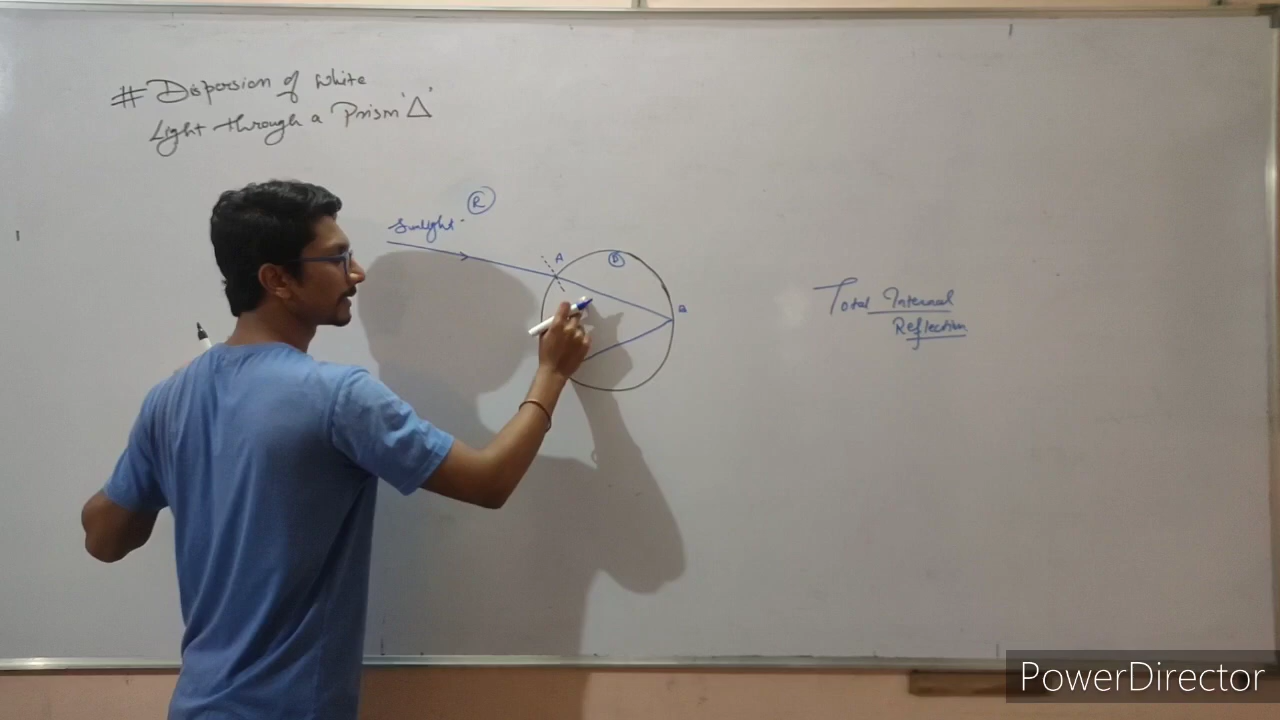 # Dispersion of White
Light through a Prism 'Δ'
Sunlight. R
A
D
B
Total Internal
Reflection
PowerDirector